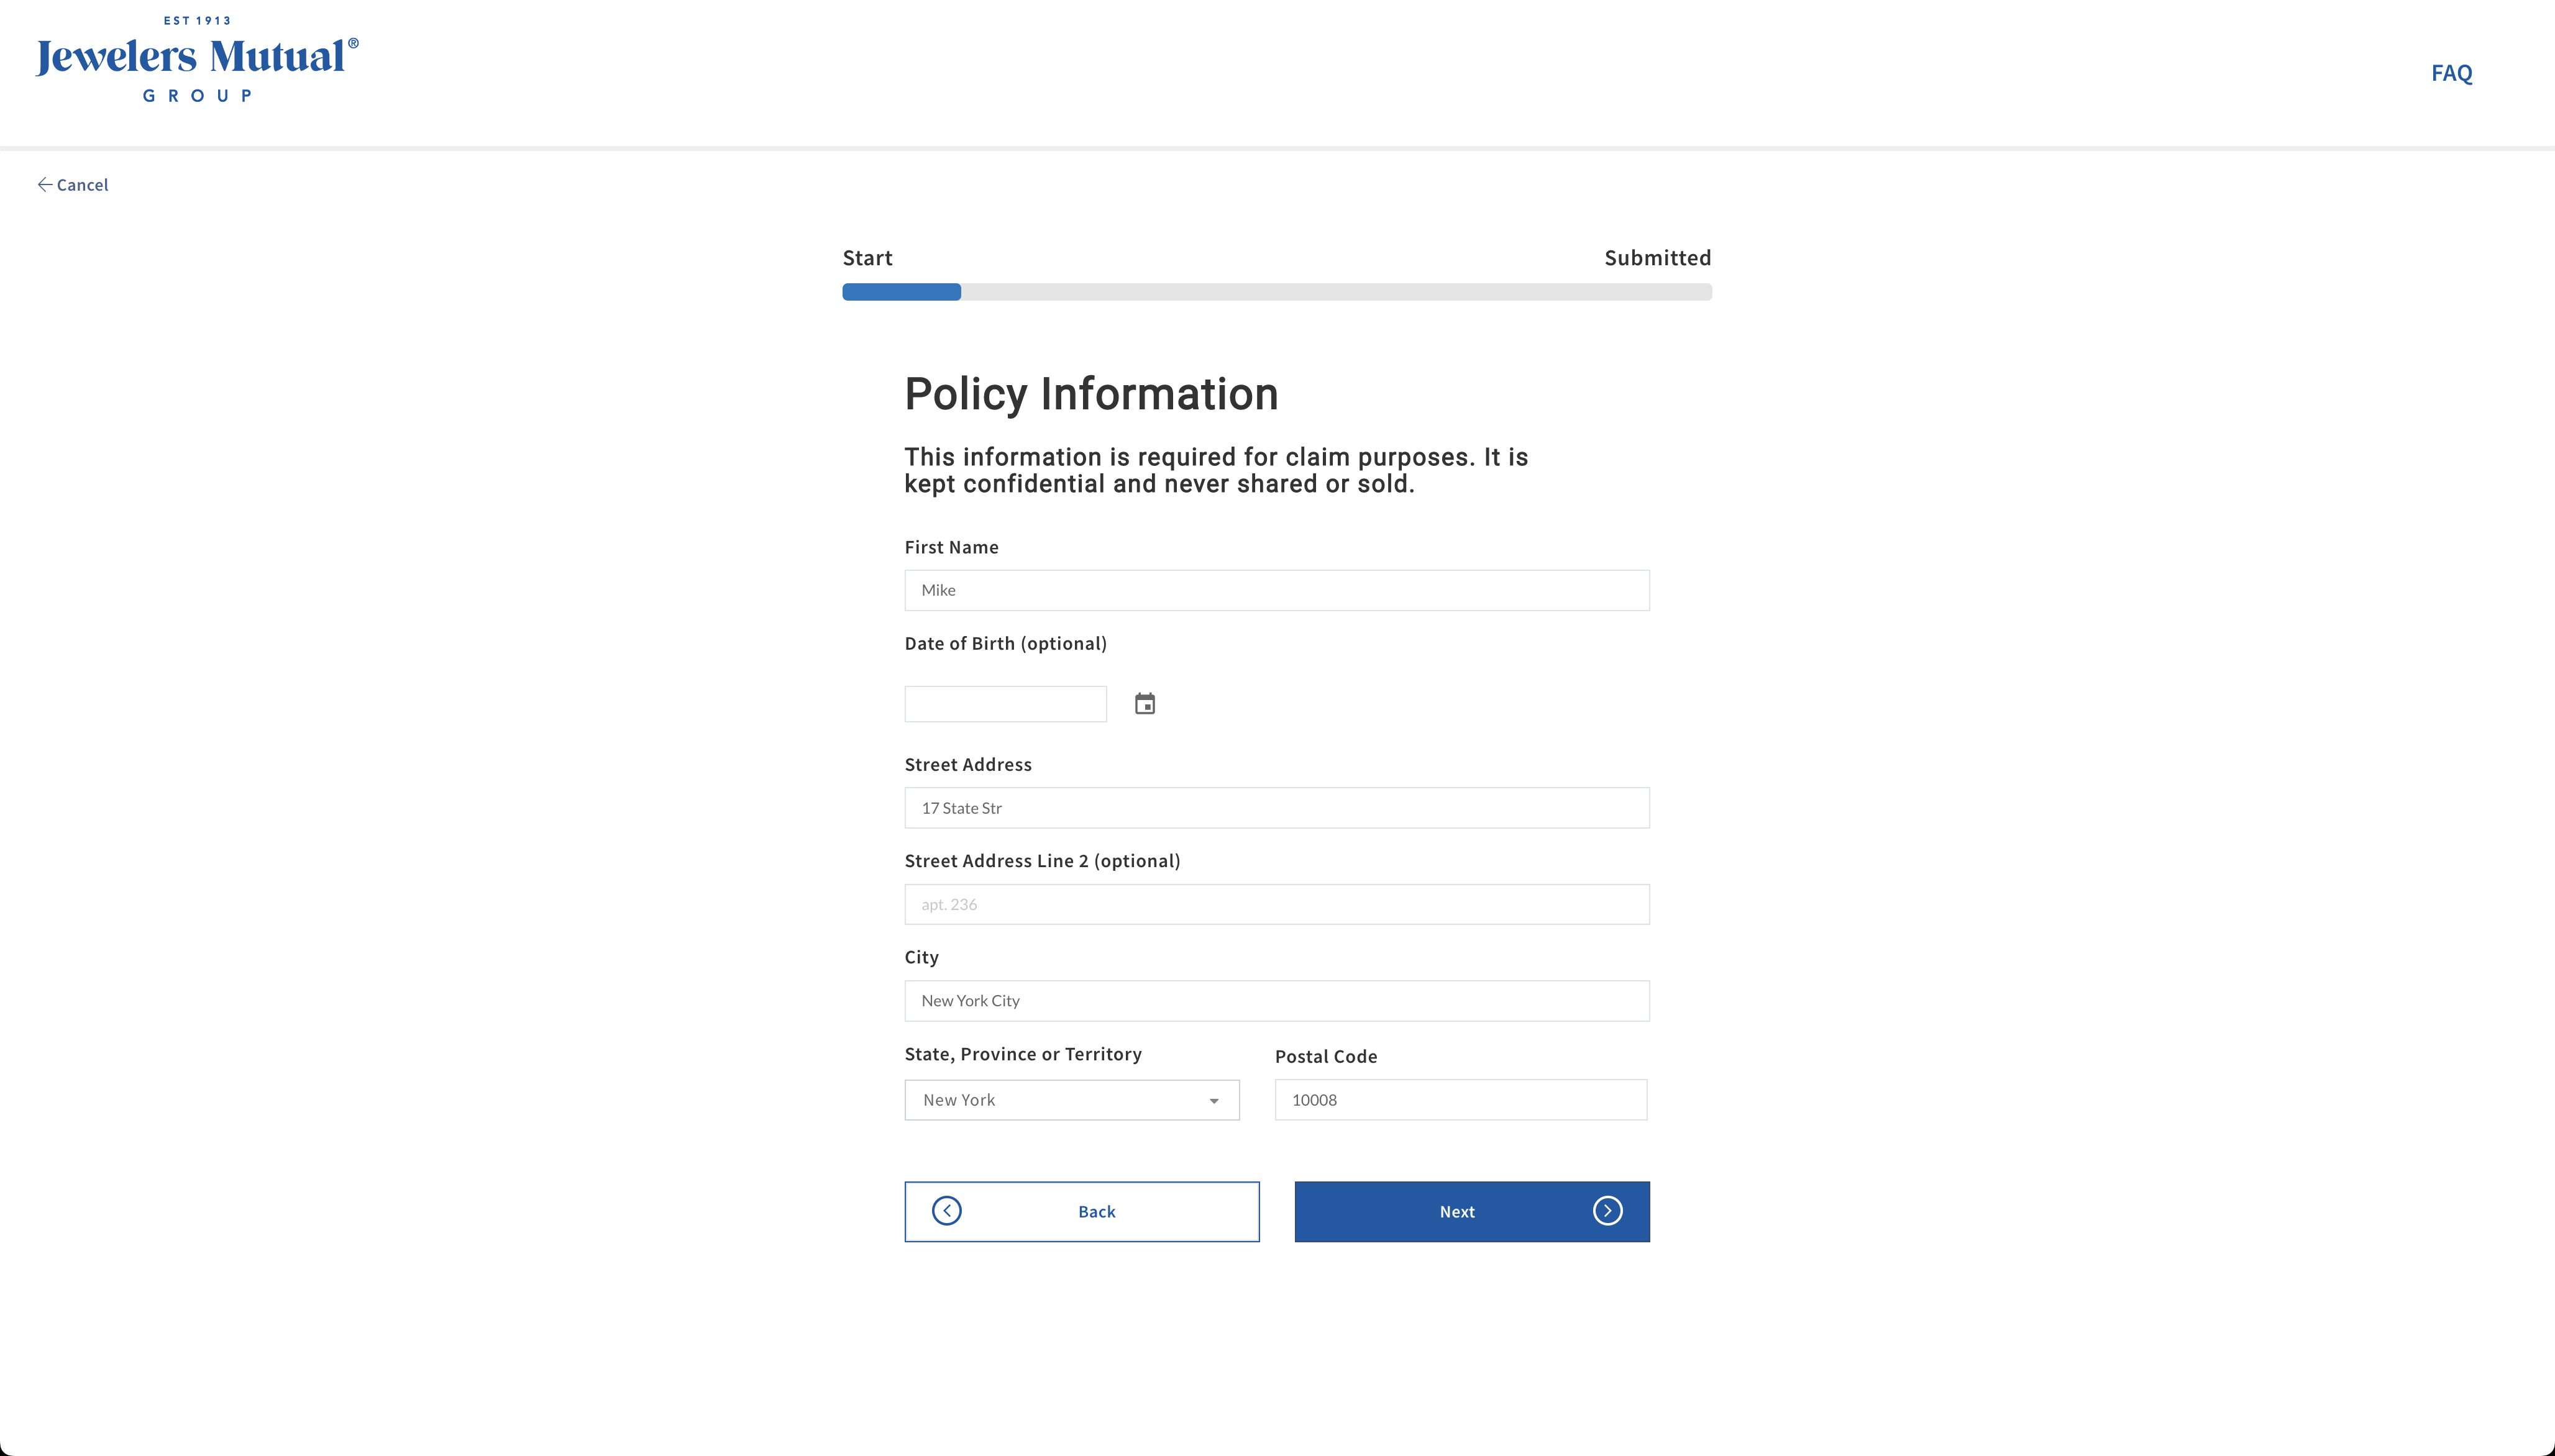 EST 1913
Jewelers Mutual®
GROUP
FAQ
Cancel
Start
Submitted
Policy Information
This information is required for claim purposes. It is
kept confidential and never shared or sold.
First Name
Mike
Date of Birth (optional)
Street Address
17 State Str
Street Address Line 2 (optional)
apt. 236
City
New York City
State, Province or Territory
Postal Code
New York
10008
Back
Next